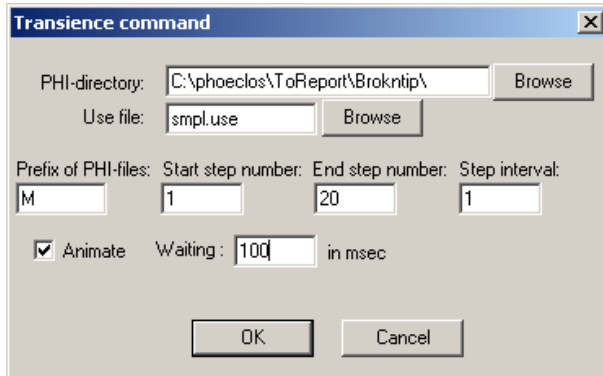 Transience command
PHI-directory: C:\phoeclos\ToReport\Brokntip\ Browse
Use file: smpl.use Browse
Prefix of PHI-files: Start step number: End step number: Step interval:
M 1 20 1
Animate Waiting : 100 in msec
OK Cancel